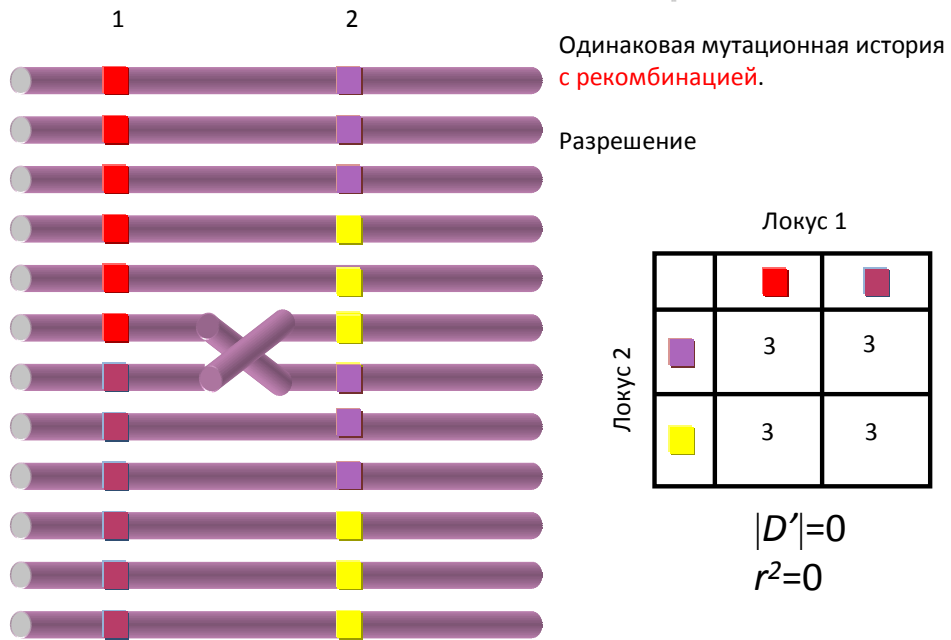 1 2
Одинаковая мутационная история
с рекомбинацией.
Разрешение
Локус 1
Локус 2
3 3
3 3
|D’|=0
r²=0